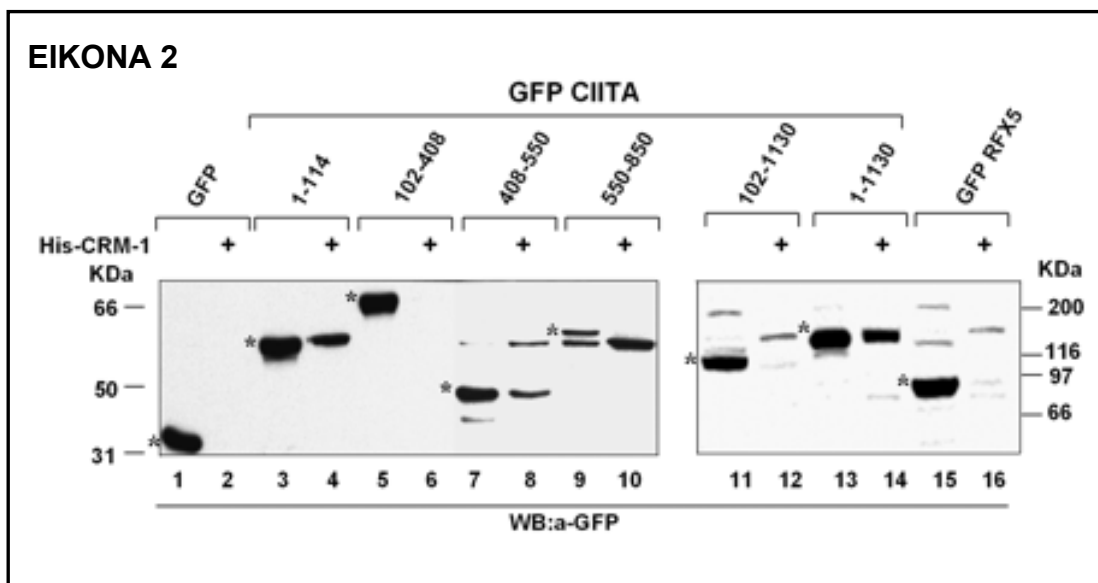 EIKONA 2
GFP CIITA
GFP 1-114 102-408 408-550 550-850 102-1130 1-1130 GFP RFX5
His-CRM-1 + + + + + + + +
KDa KDa
66 * * * * * * * * 200
50 116
31 97
66
1 2 3 4 5 6 7 8 9 10 11 12 13 14 15 16
WB:a-GFP